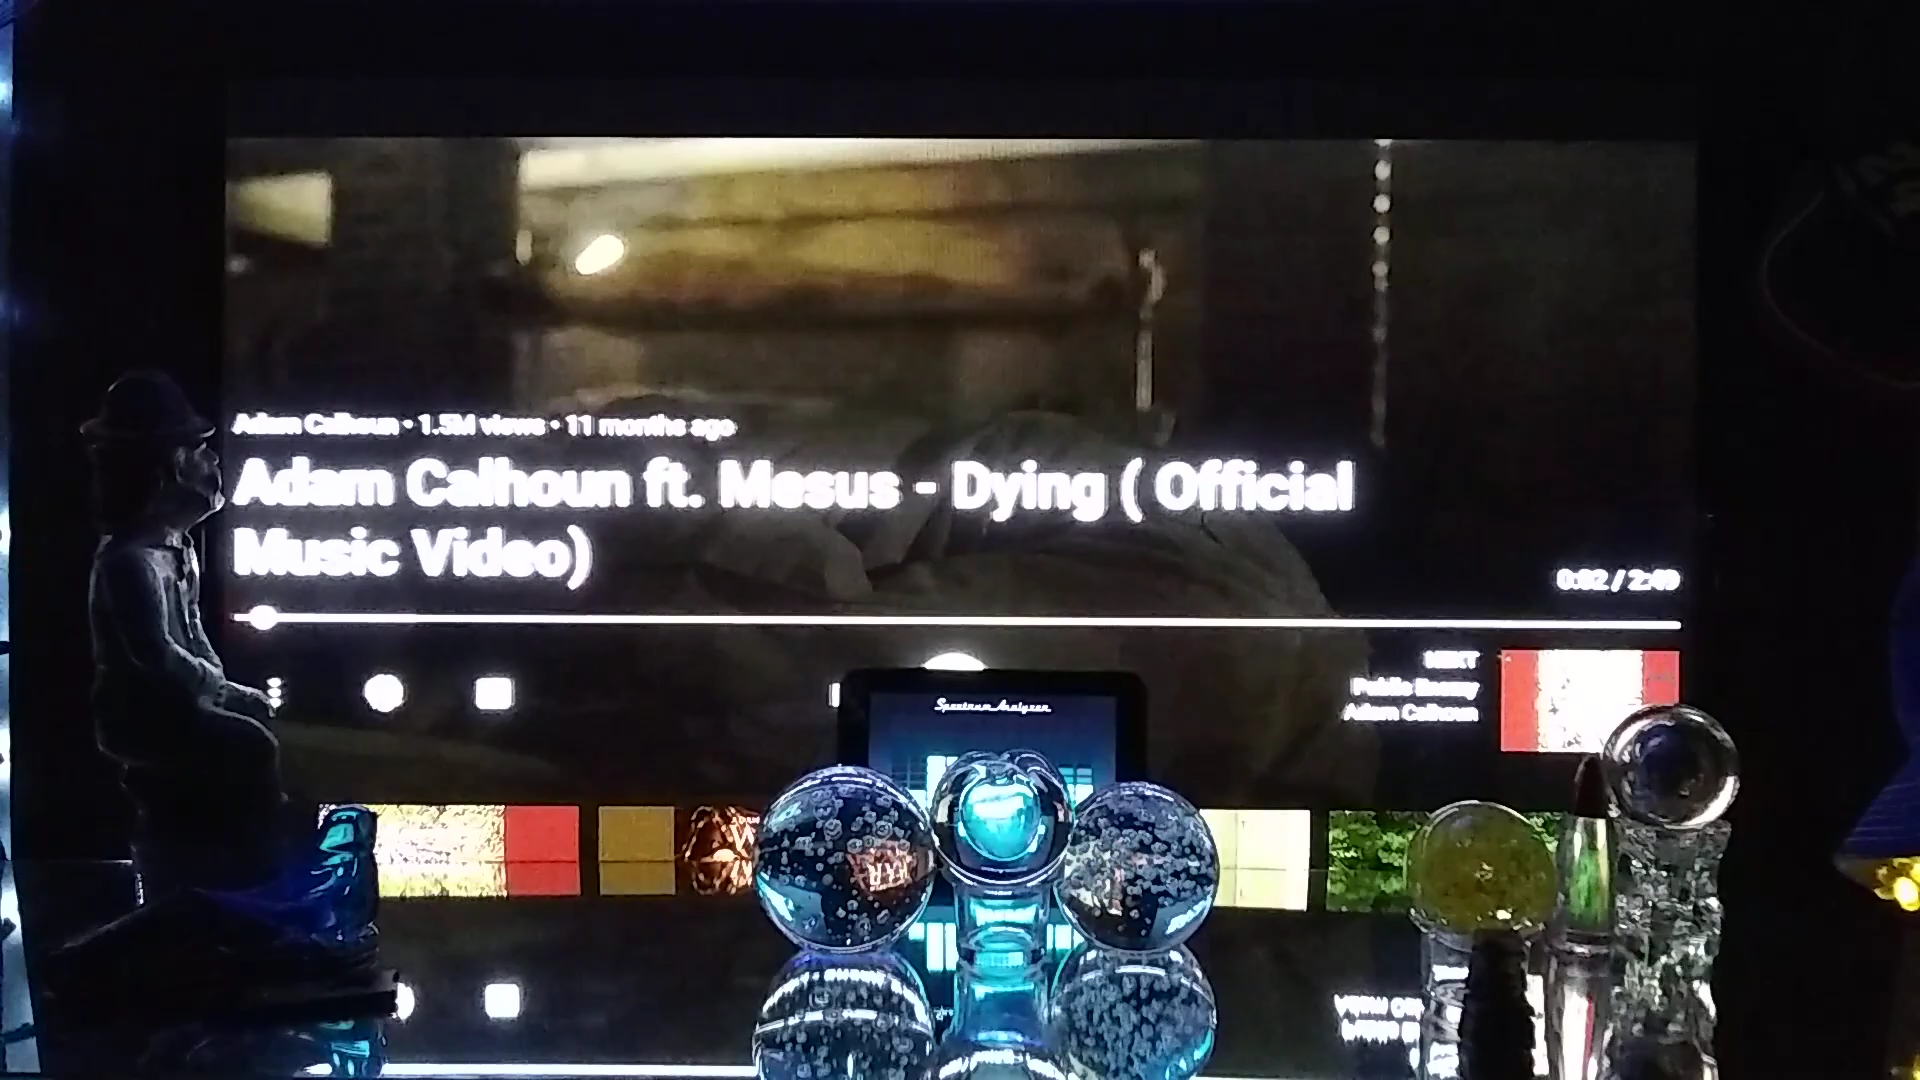 Adam Calhoun • 1.5M views • 11 months ago
Adam Calhoun ft. Mesus - Dying ( Official
Music Video)
0:02 / 2:49
NEXT
Public Enemy
Adam Calhoun
Spectrum Analyzer